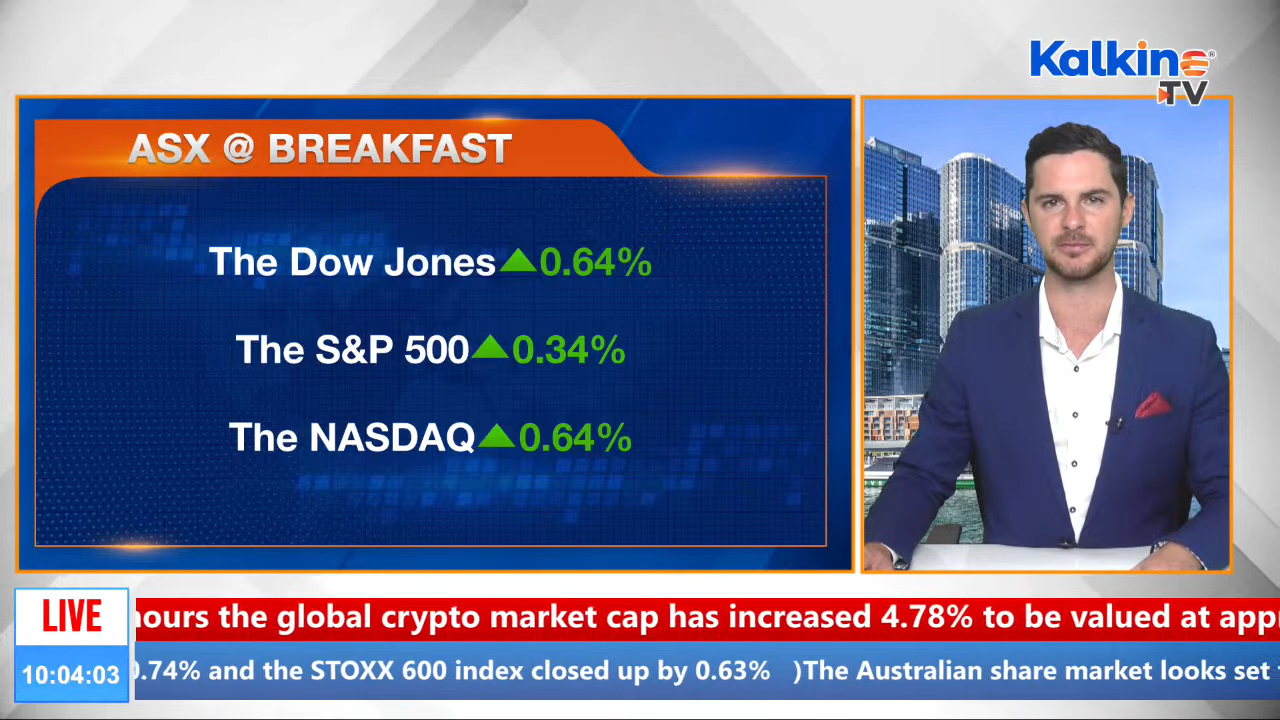 Kalkine
TV
ASX @ BREAKFAST
The Dow Jones▲0.64%
The S&P 500▲0.34%
The NASDAQ▲0.64%
LIVE
hours the global crypto market cap has increased 4.78% to be valued at
10:04:03
0.74% and the STOXX 600 index closed up by 0.63% )The Australian share market looks set